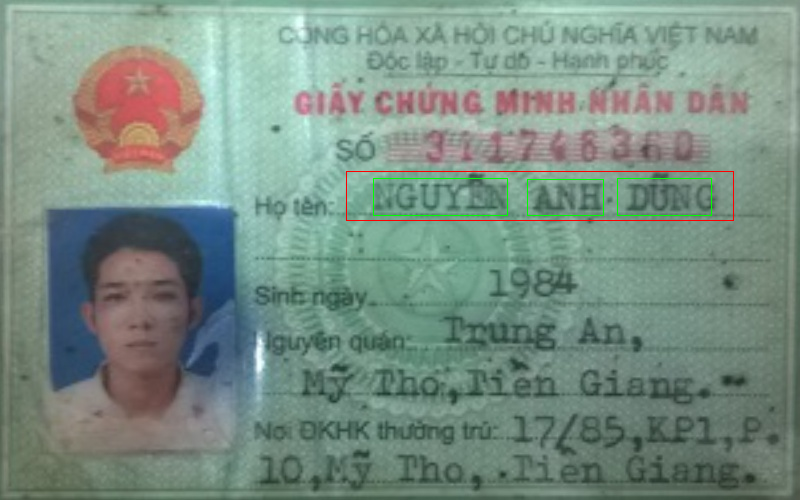 CỘNG HÒA XÃ HỘI CHỦ NGHĨA VIỆT NAM
Độc lập - Tự do - Hạnh phúc
GIẤY CHỨNG MINH NHÂN DÂN
SỐ 311746360
Họ tên: NGUYỄN ANH DŨNG
Sinh ngày 1984
Nguyên quán: Trung An,
Mỹ Tho, Tiền Giang.
Nơi ĐKHK thường trú: 17/85, KP1, P.
10, Mỹ Tho, Tiền Giang.